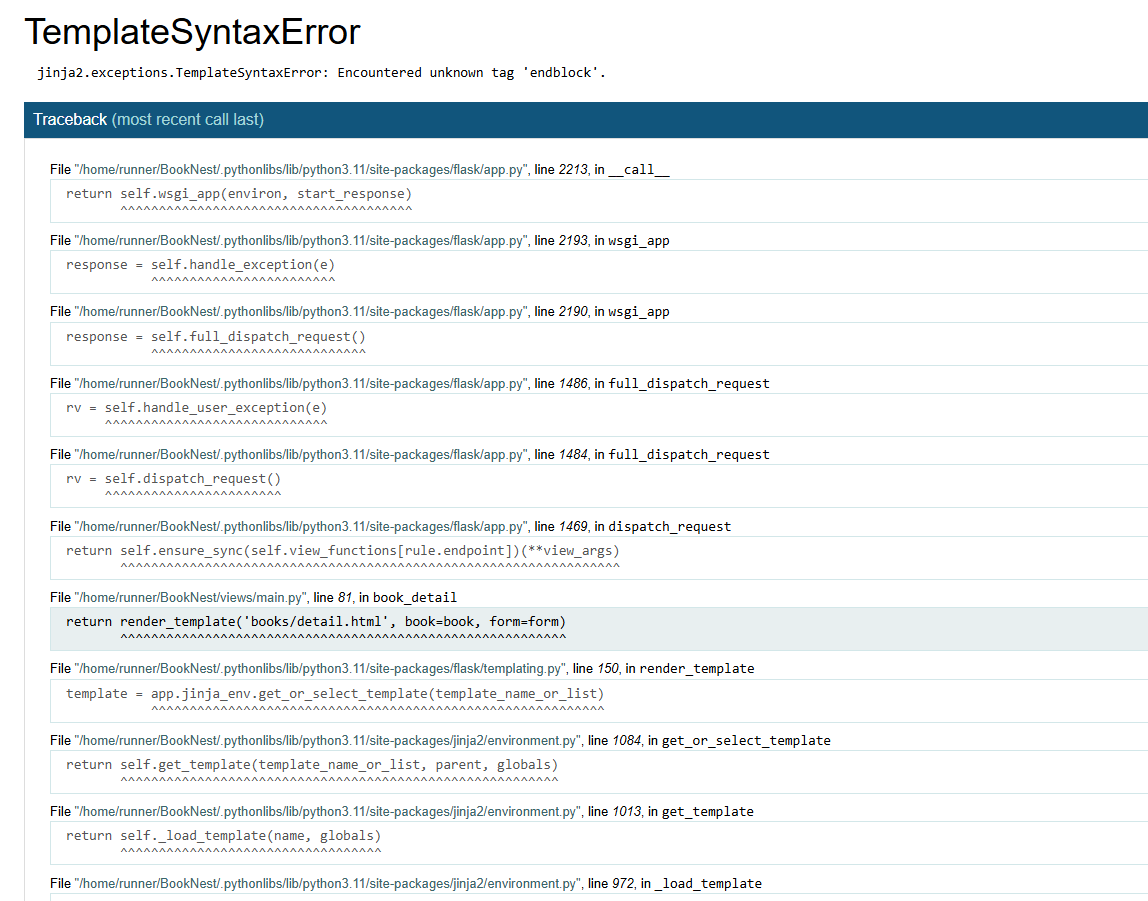 TemplateSyntaxError
jinja2.exceptions.TemplateSyntaxError: Encountered unknown tag 'endblock'.
Traceback (most recent call last)
File "/home/runner/BookNest/.pythonlibs/lib/python3.11/site-packages/flask/app.py", line 2213, in __call__
return self.wsgi_app(environ, start_response)
^^^^^^^^^^^^^^^^^^^^^^^^^^^^^^^^^^^^^^
File "/home/runner/BookNest/.pythonlibs/lib/python3.11/site-packages/flask/app.py", line 2193, in wsgi_app
response = self.handle_exception(e)
^^^^^^^^^^^^^^^^^^^^^^^^
File "/home/runner/BookNest/.pythonlibs/lib/python3.11/site-packages/flask/app.py", line 2190, in wsgi_app
response = self.full_dispatch_request()
^^^^^^^^^^^^^^^^^^^^^^^^^^^^
File "/home/runner/BookNest/.pythonlibs/lib/python3.11/site-packages/flask/app.py", line 1486, in full_dispatch_request
rv = self.handle_user_exception(e)
^^^^^^^^^^^^^^^^^^^^^^^^^^^^^
File "/home/runner/BookNest/.pythonlibs/lib/python3.11/site-packages/flask/app.py", line 1484, in full_dispatch_request
rv = self.dispatch_request()
^^^^^^^^^^^^^^^^^^^^^^^
File "/home/runner/BookNest/.pythonlibs/lib/python3.11/site-packages/flask/app.py", line 1469, in dispatch_request
return self.ensure_sync(self.view_functions[rule.endpoint])(**view_args)
^^^^^^^^^^^^^^^^^^^^^^^^^^^^^^^^^^^^^^^^^^^^^^^^^^^^^^^^^^^^^^^^^
File "/home/runner/BookNest/views/main.py", line 81, in book_detail
return render_template('books/detail.html', book=book, form=form)
^^^^^^^^^^^^^^^^^^^^^^^^^^^^^^^^^^^^^^^^^^^^^^^^^^^^^^^^^^
File "/home/runner/BookNest/.pythonlibs/lib/python3.11/site-packages/flask/templating.py", line 150, in render_template
template = app.jinja_env.get_or_select_template(template_name_or_list)
^^^^^^^^^^^^^^^^^^^^^^^^^^^^^^^^^^^^^^^^^^^^^^^^^^^^^^^^^^^
File "/home/runner/BookNest/.pythonlibs/lib/python3.11/site-packages/jinja2/environment.py", line 1084, in get_or_select_template
return self.get_template(template_name_or_list, parent, globals)
^^^^^^^^^^^^^^^^^^^^^^^^^^^^^^^^^^^^^^^^^^^^^^^^^^^^^^^^^
File "/home/runner/BookNest/.pythonlibs/lib/python3.11/site-packages/jinja2/environment.py", line 1013, in get_template
return self._load_template(name, globals)
^^^^^^^^^^^^^^^^^^^^^^^^^^^^^^^^^^
File "/home/runner/BookNest/.pythonlibs/lib/python3.11/site-packages/jinja2/environment.py", line 972, in _load_template